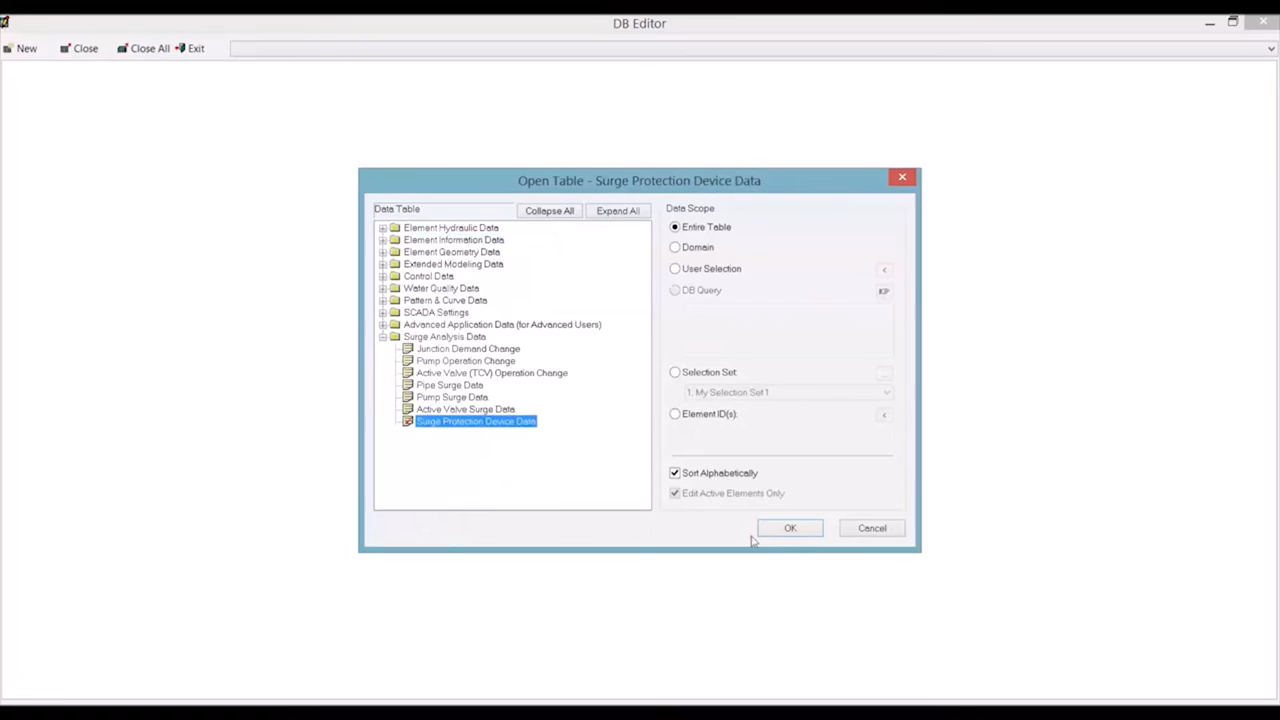 DB Editor
New Close Close All Exit
Open Table - Surge Protection Device Data
Data Table Collapse All Expand All
Element Hydraulic Data
Element Information Data
Element Geometry Data
Extended Modeling Data
Control Data
Water Quality Data
Pattern & Curve Data
SCADA Settings
Advanced Application Data (for Advanced Users)
Surge Analysis Data
Junction Demand Change
Pump Operation Change
Active Valve (TCV) Operation Change
Pipe Surge Data
Pump Surge Data
Active Valve Surge Data
Surge Protection Device Data
Data Scope
Entire Table
Domain
User Selection <
DB Query
Selection Set: ...
1. My Selection Set 1
Element ID(s): <
Sort Alphabetically
Edit Active Elements Only
OK Cancel